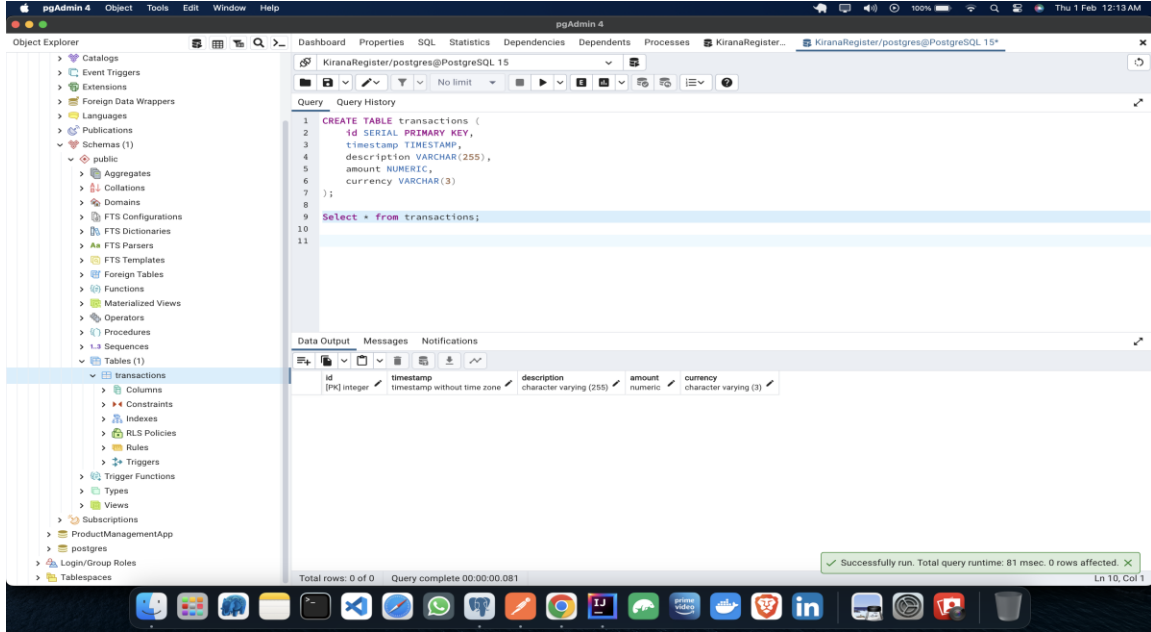 pgAdmin 4 Object Tools Edit Window Help 100% Thu 1 Feb 12:13 AM
pgAdmin 4
Object Explorer
Dashboard Properties SQL Statistics Dependencies Dependents Processes KiranaRegister... KiranaRegister/postgres@PostgreSQL 15*
Catalogs
Event Triggers
Extensions
Foreign Data Wrappers
Languages
Publications
Schemas (1)
public
Aggregates
Collations
Domains
FTS Configurations
FTS Dictionaries
Aa FTS Parsers
FTS Templates
Foreign Tables
Functions
Materialized Views
Operators
Procedures
1..3 Sequences
Tables (1)
transactions
Columns
Constraints
Indexes
RLS Policies
Rules
Triggers
Trigger Functions
Types
Views
Subscriptions
ProductManagementApp
postgres
Login/Group Roles
Tablespaces
KiranaRegister/postgres@PostgreSQL 15
No limit
E
Query Query History
1 CREATE TABLE transactions (
2 id SERIAL PRIMARY KEY,
3 timestamp TIMESTAMP,
4 description VARCHAR(255),
5 amount NUMERIC,
6 currency VARCHAR(3)
7 );
8
9 Select * from transactions;
10
11
Data Output Messages Notifications
id timestamp description amount currency
[PK] integer timestamp without time zone character varying (255) numeric character varying (3)
Successfully run. Total query runtime: 81 msec. 0 rows affected.
Total rows: 0 of 0 Query complete 00:00:00.081 Ln 10, Col 1
IJ prime video in